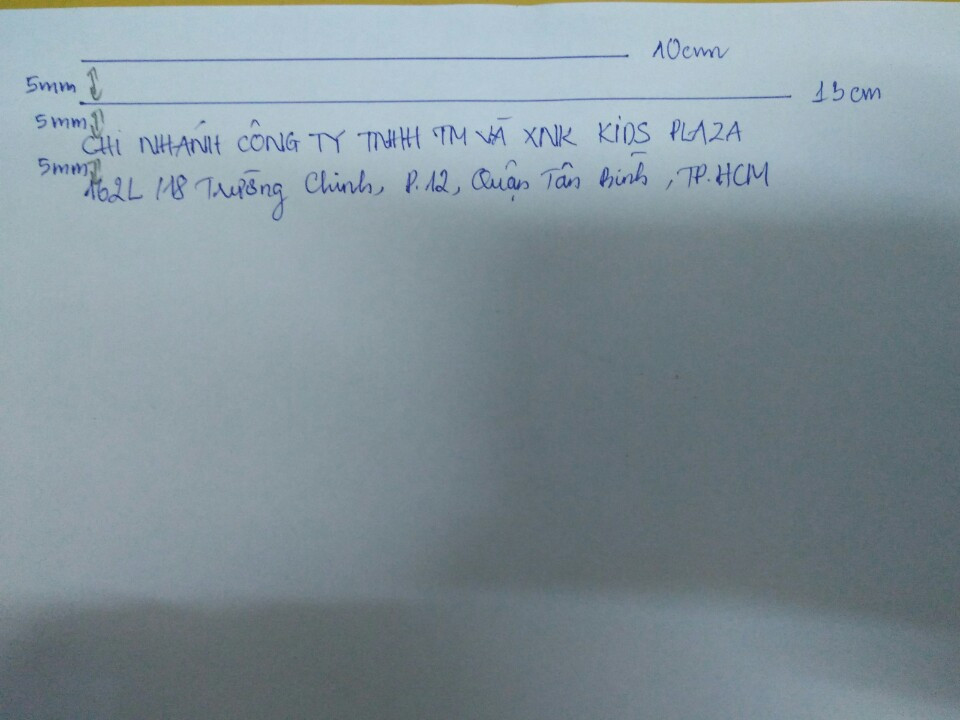 10cm
5mm
13cm
5mm
CHI NHÁNH CÔNG TY TNHH TM VÀ XNK KIDS PLAZA
5mm
162L /18 Trường Chinh, P.12, Quận Tân Bình, TP.HCM